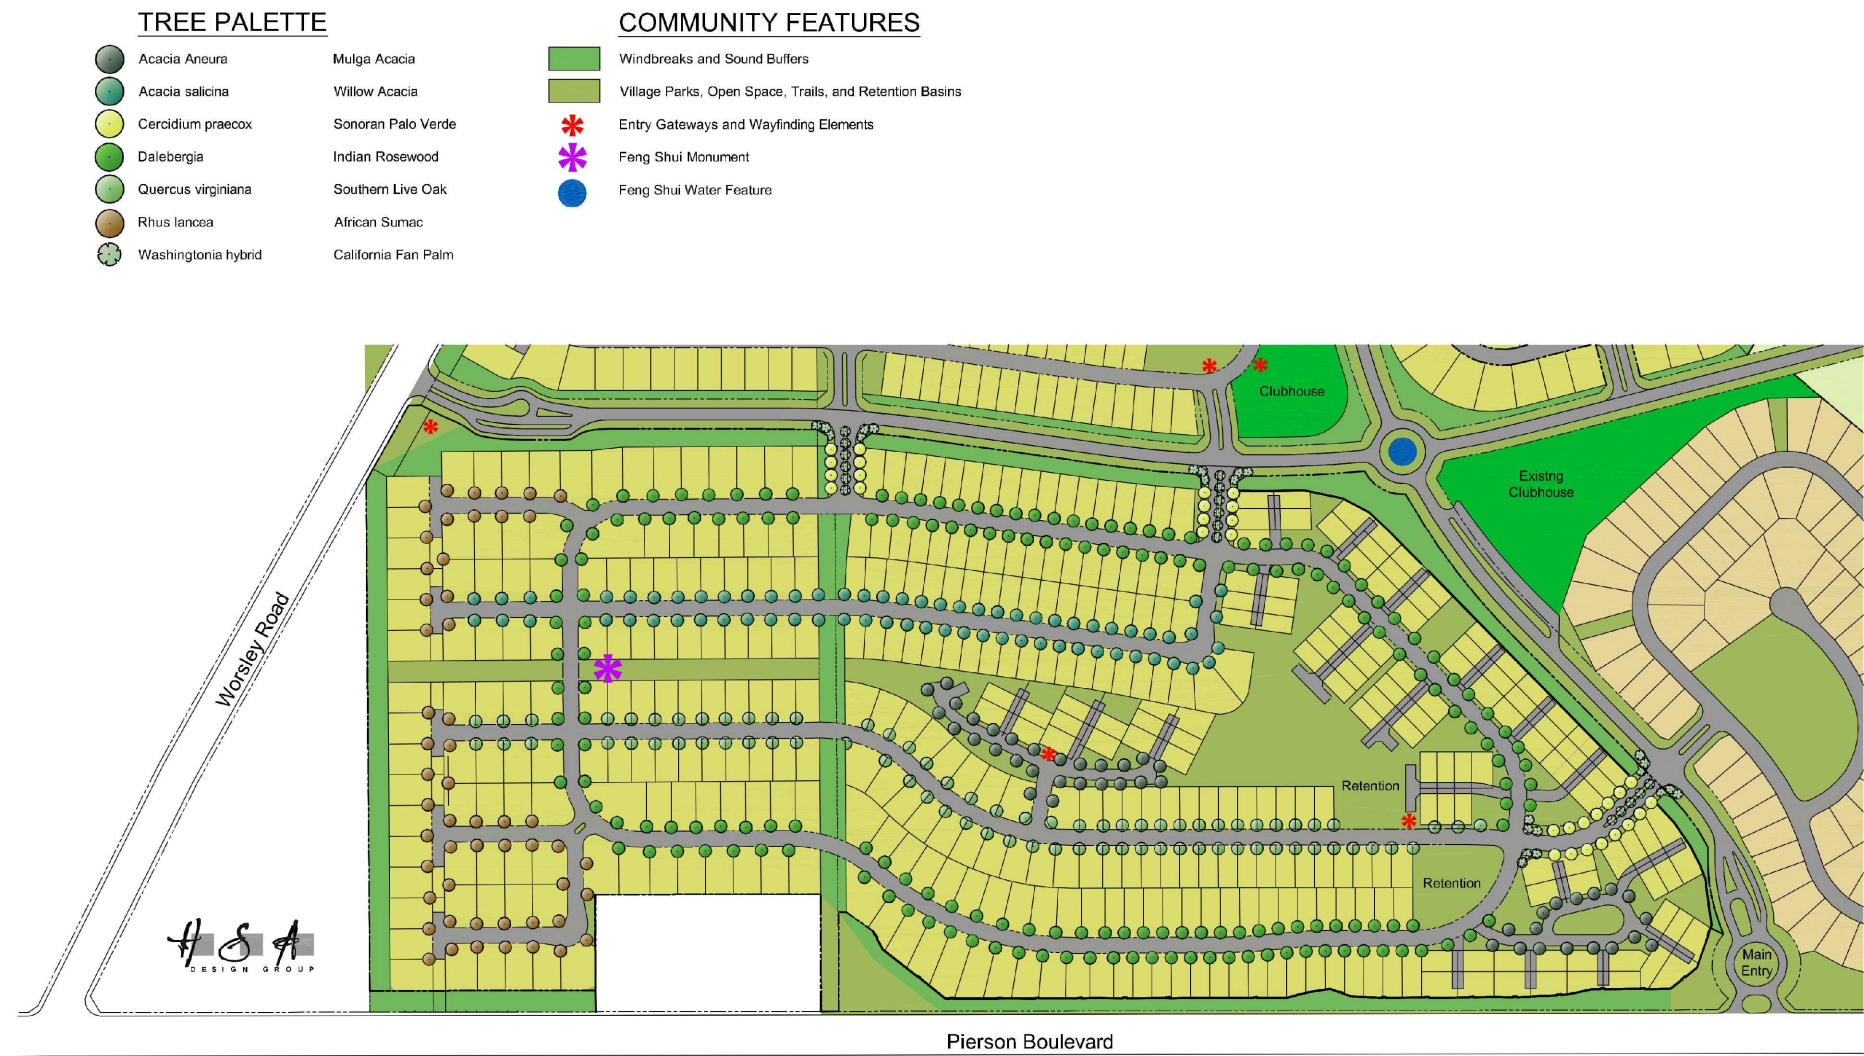 TREE PALETTE
Acacia Aneura Mulga Acacia
Acacia salicina Willow Acacia
Cercidium praecox Sonoran Palo Verde
Dalebergia Indian Rosewood
Quercus virginiana Southern Live Oak
Rhus lancea African Sumac
Washingtonia hybrid California Fan Palm
COMMUNITY FEATURES
Windbreaks and Sound Buffers
Village Parks, Open Space, Trails, and Retention Basins
Entry Gateways and Wayfinding Elements
Feng Shui Monument
Feng Shui Water Feature
Clubhouse
Existng
Clubhouse
Worsley Road
Retention
Retention
HSA
DESIGN GROUP
Main
Entry
Pierson Boulevard